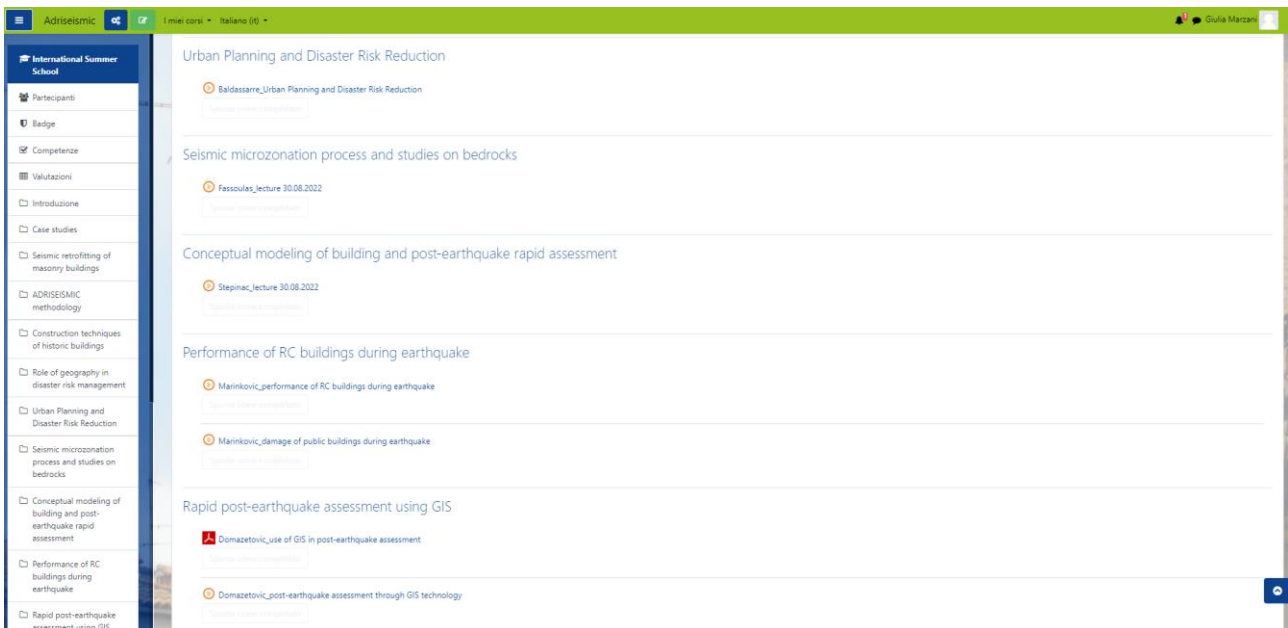 Adriseismic I miei corsi Italiano (it) Giulia Marzani
International Summer
School
Partecipanti
Badge
Competenze
Valutazioni
Introduzione
Case studies
Seismic retrofitting of
masonry buildings
ADRISEISMIC
methodology
Construction techniques
of historic buildings
Role of geography in
disaster risk management
Urban Planning and
Disaster Risk Reduction
Seismic microzonation
process and studies on
bedrocks
Conceptual modeling of
building and post-
earthquake rapid
assessment
Performance of RC
buildings during
earthquake
Rapid post-earthquake
assessment using GIS
Urban Planning and Disaster Risk Reduction
Baldassarre_Urban Planning and Disaster Risk Reduction
Seismic microzonation process and studies on bedrocks
Fassoulas_lecture 30.08.2022
Conceptual modeling of building and post-earthquake rapid assessment
Stepinac_lecture 30.08.2022
Performance of RC buildings during earthquake
Marinkovic_performance of RC buildings during earthquake
Marinkovic_damage of public buildings during earthquake
Rapid post-earthquake assessment using GIS
Domazetovic_use of GIS in post-earthquake assessment
Domazetovic_post-earthquake assessment through GIS technology